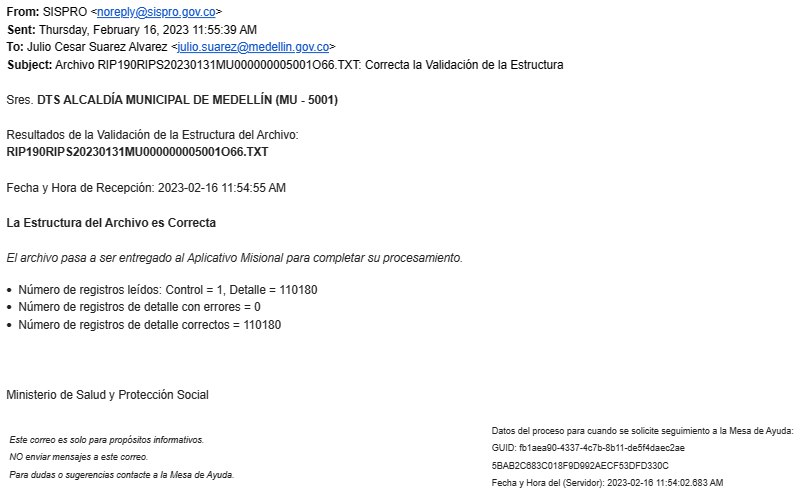 From: SISPRO <noreply@sispro.gov.co>
Sent: Thursday, February 16, 2023 11:55:39 AM
To: Julio Cesar Suarez Alvarez <julio.suarez@medellin.gov.co>
Subject: Archivo RIP190RIPS20230131MU000000005001O66.TXT: Correcta la Validación de la Estructura
Sres. DTS ALCALDÍA MUNICIPAL DE MEDELLÍN (MU - 5001)
Resultados de la Validación de la Estructura del Archivo:
RIP190RIPS20230131MU000000005001O66.TXT
Fecha y Hora de Recepción: 2023-02-16 11:54:55 AM
La Estructura del Archivo es Correcta
El archivo pasa a ser entregado al Aplicativo Misional para completar su procesamiento.
• Número de registros leídos: Control = 1, Detalle = 110180
• Número de registros de detalle con errores = 0
• Número de registros de detalle correctos = 110180
Ministerio de Salud y Protección Social
Este correo es solo para propósitos informativos.
NO enviar mensajes a este correo.
Para dudas o sugerencias contacte a la Mesa de Ayuda.
Datos del proceso para cuando se solicite seguimiento a la Mesa de Ayuda:
GUID: fb1aea90-4337-4c7b-8b11-de5f4daec2ae
5BAB2C683C018F9D992AECF53DFD330C
Fecha y Hora del (Servidor): 2023-02-16 11:54:02.683 AM